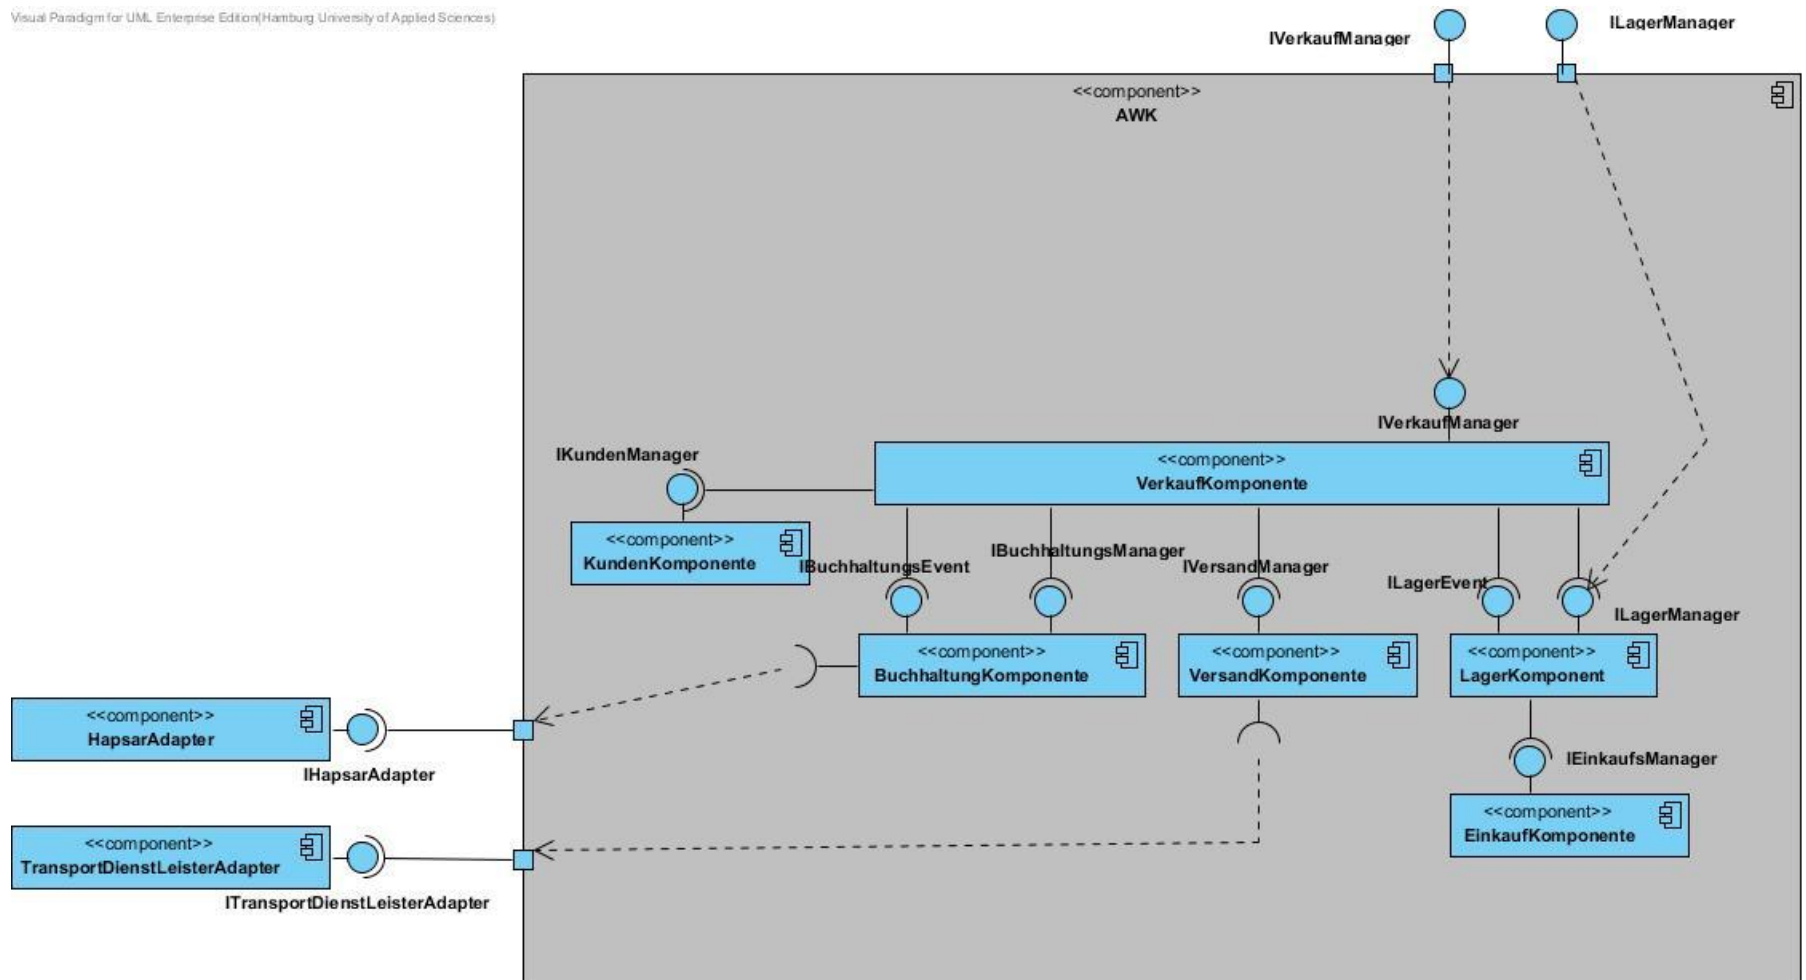 Visual Paradigm for UML Enterprise Edition(Hamburg University of Applied Sciences)
IVerkaufManager
ILagerManager
<<component>>
AWK
IVerkaufManager
IKundenManager
<<component>>
VerkaufKomponente
<<component>>
KundenKomponente
IBuchhaltungsEvent
IBuchhaltungsManager
IVersandManager
ILagerEvent
ILagerManager
<<component>>
BuchhaltungKomponente
<<component>>
VersandKomponente
<<component>>
LagerKomponent
<<component>>
HapsarAdapter
IHapsarAdapter
IEinkaufsManager
<<component>>
EinkaufKomponente
<<component>>
TransportDienstLeisterAdapter
ITransportDienstLeisterAdapter